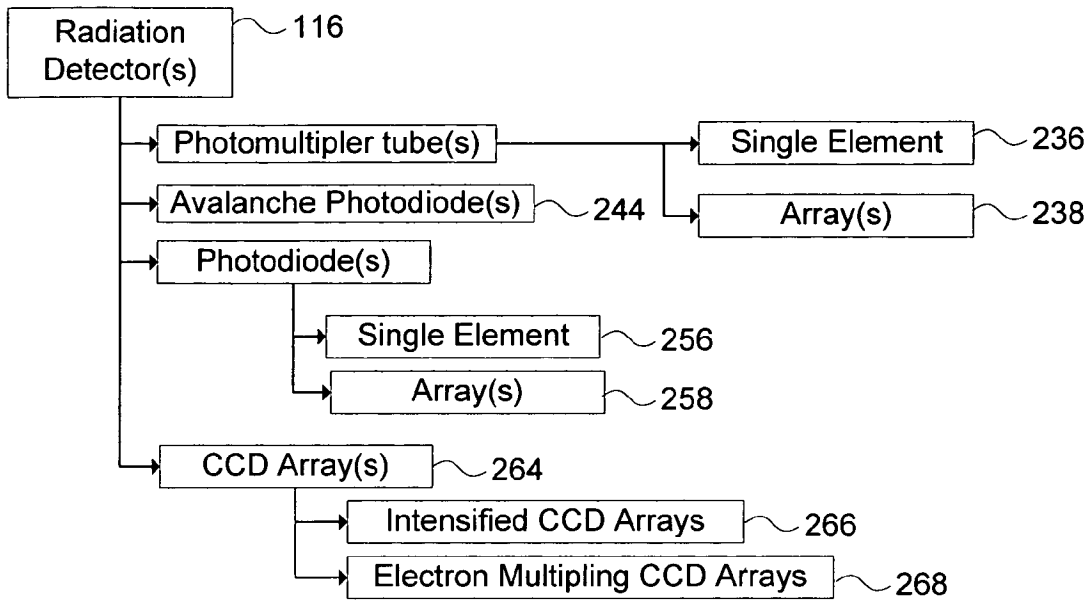 Radiation
Detector(s)
116
Photomultipler tube(s)
Single Element
236
Avalanche Photodiode(s)
244
Array(s)
238
Photodiode(s)
Single Element
256
Array(s)
258
CCD Array(s)
264
Intensified CCD Arrays
266
Electron Multipling CCD Arrays
268